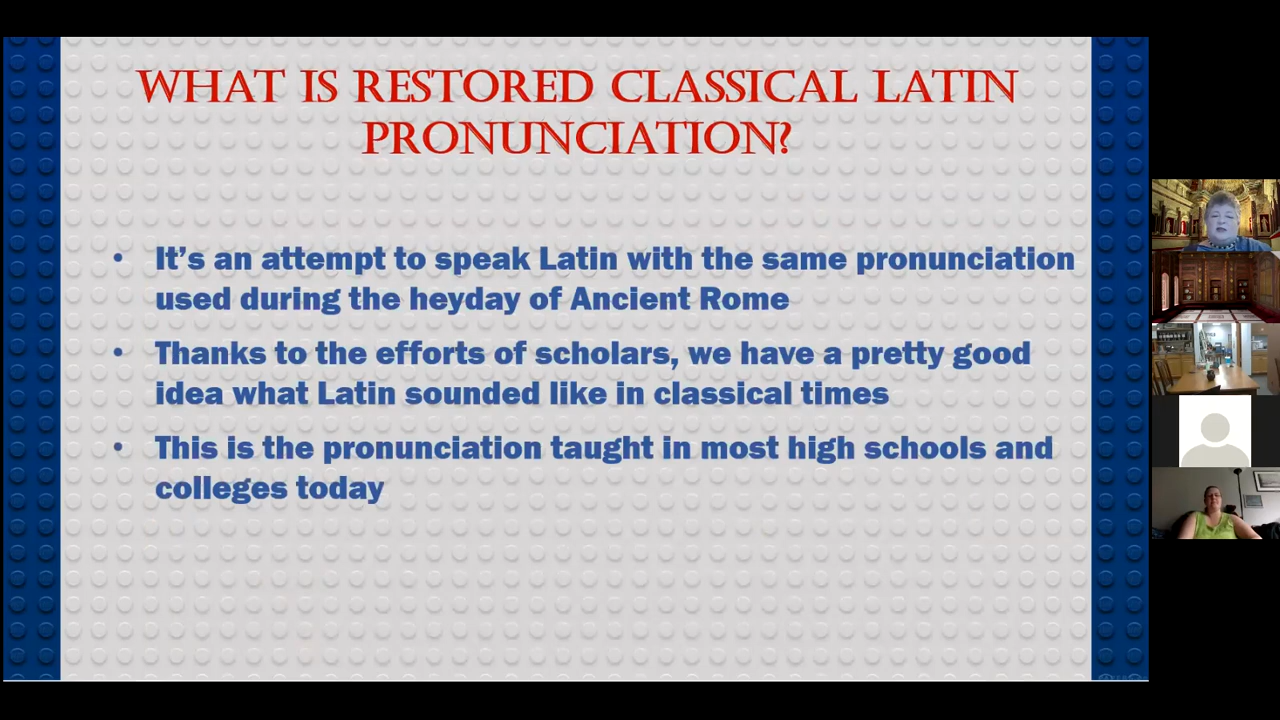 WHAT IS RESTORED CLASSICAL LATIN
PRONUNCIATION?
• It's an attempt to speak Latin with the same pronunciation
used during the heyday of Ancient Rome
• Thanks to the efforts of scholars, we have a pretty good
idea what Latin sounded like in classical times
• This is the pronunciation taught in most high schools and
colleges today